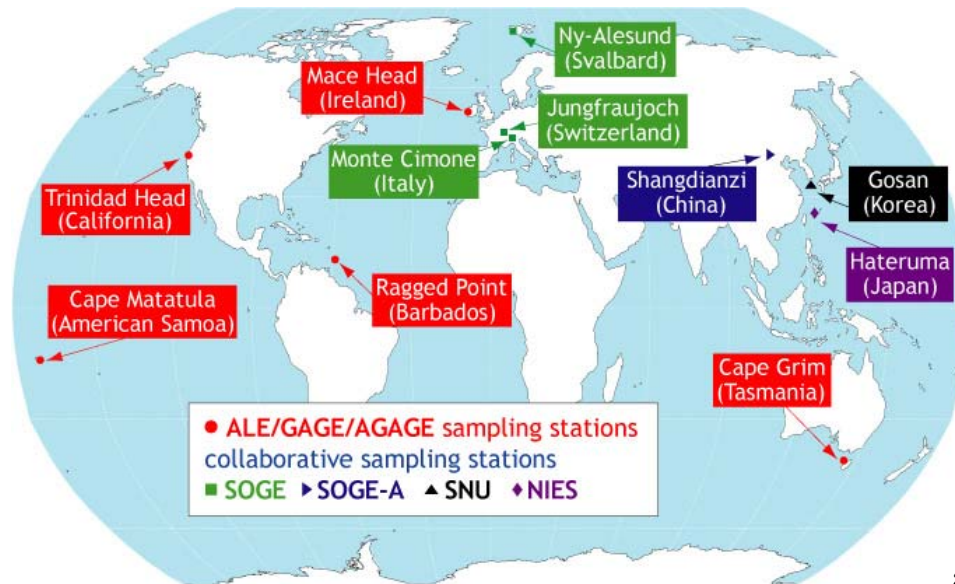 Ny-Alesund
(Svalbard)
Mace Head
(Ireland)
Jungfraujoch
(Switzerland)
Monte Cimone
(Italy)
Trinidad Head
(California)
Shangdianzi
(China)
Gosan
(Korea)
Hateruma
(Japan)
Ragged Point
(Barbados)
Cape Matatula
(American Samoa)
Cape Grim
(Tasmania)
ALE/GAGE/AGAGE sampling stations
collaborative sampling stations
SOGE SOGE-A SNU NIES